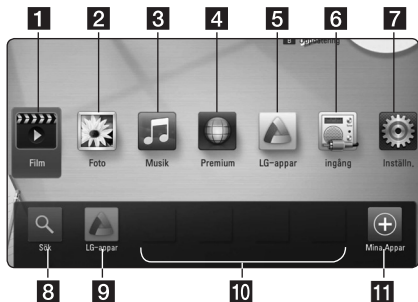 1 2 3 4 5 6 7
Uppdatering
Film Foto Musik Premium LG-appar ingång Inställn.
Sök LG-appar Mina Appar
8 9 10 11